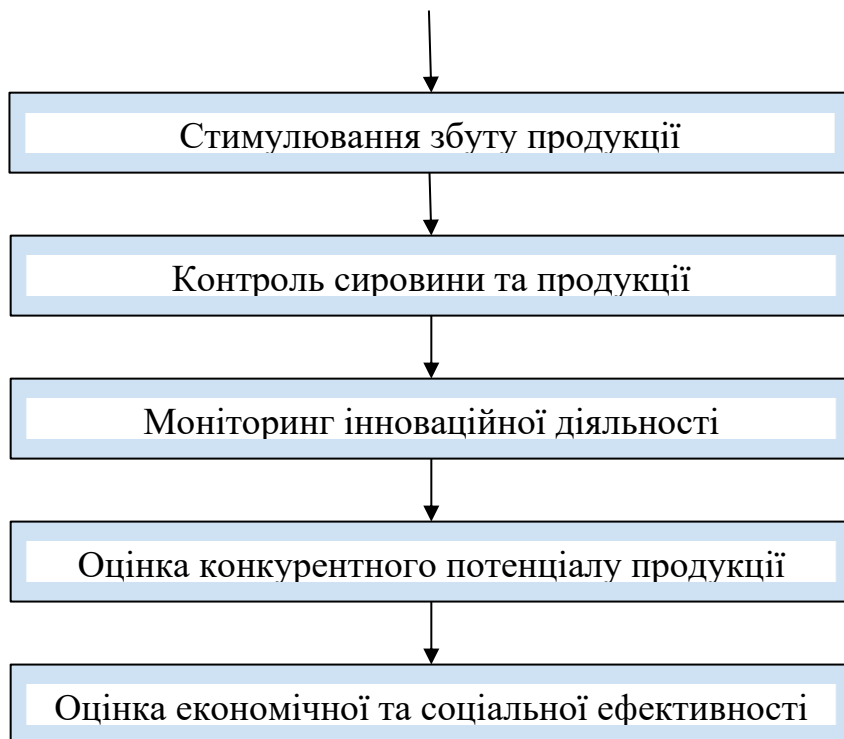 Стимулювання збуту продукції
Контроль сировини та продукції
Моніторинг інноваційної діяльності
Оцінка конкурентного потенціалу продукції
Оцінка економічної та соціальної ефективності